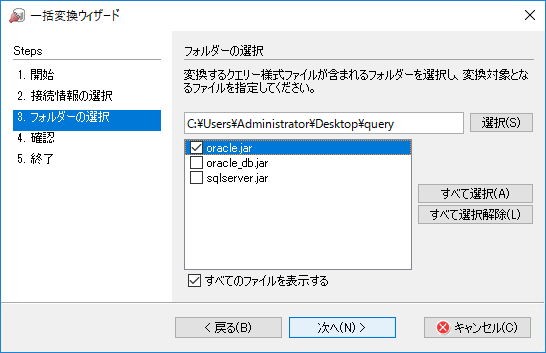 一括変換ウィザード
Steps
1. 開始
2. 接続情報の選択
3. フォルダーの選択
4. 確認
5. 終了
フォルダーの選択
変換するクエリー様式ファイルが含まれるフォルダーを選択し、変換対象とな
るファイルを指定してください。
C:¥Users¥Administrator¥Desktop¥query
選択(S)
oracle.jar
oracle_db.jar
sqlserver.jar
すべて選択(A)
すべて選択解除(L)
すべてのファイルを表示する
< 戻る(B)
次へ(N) >
キャンセル(C)